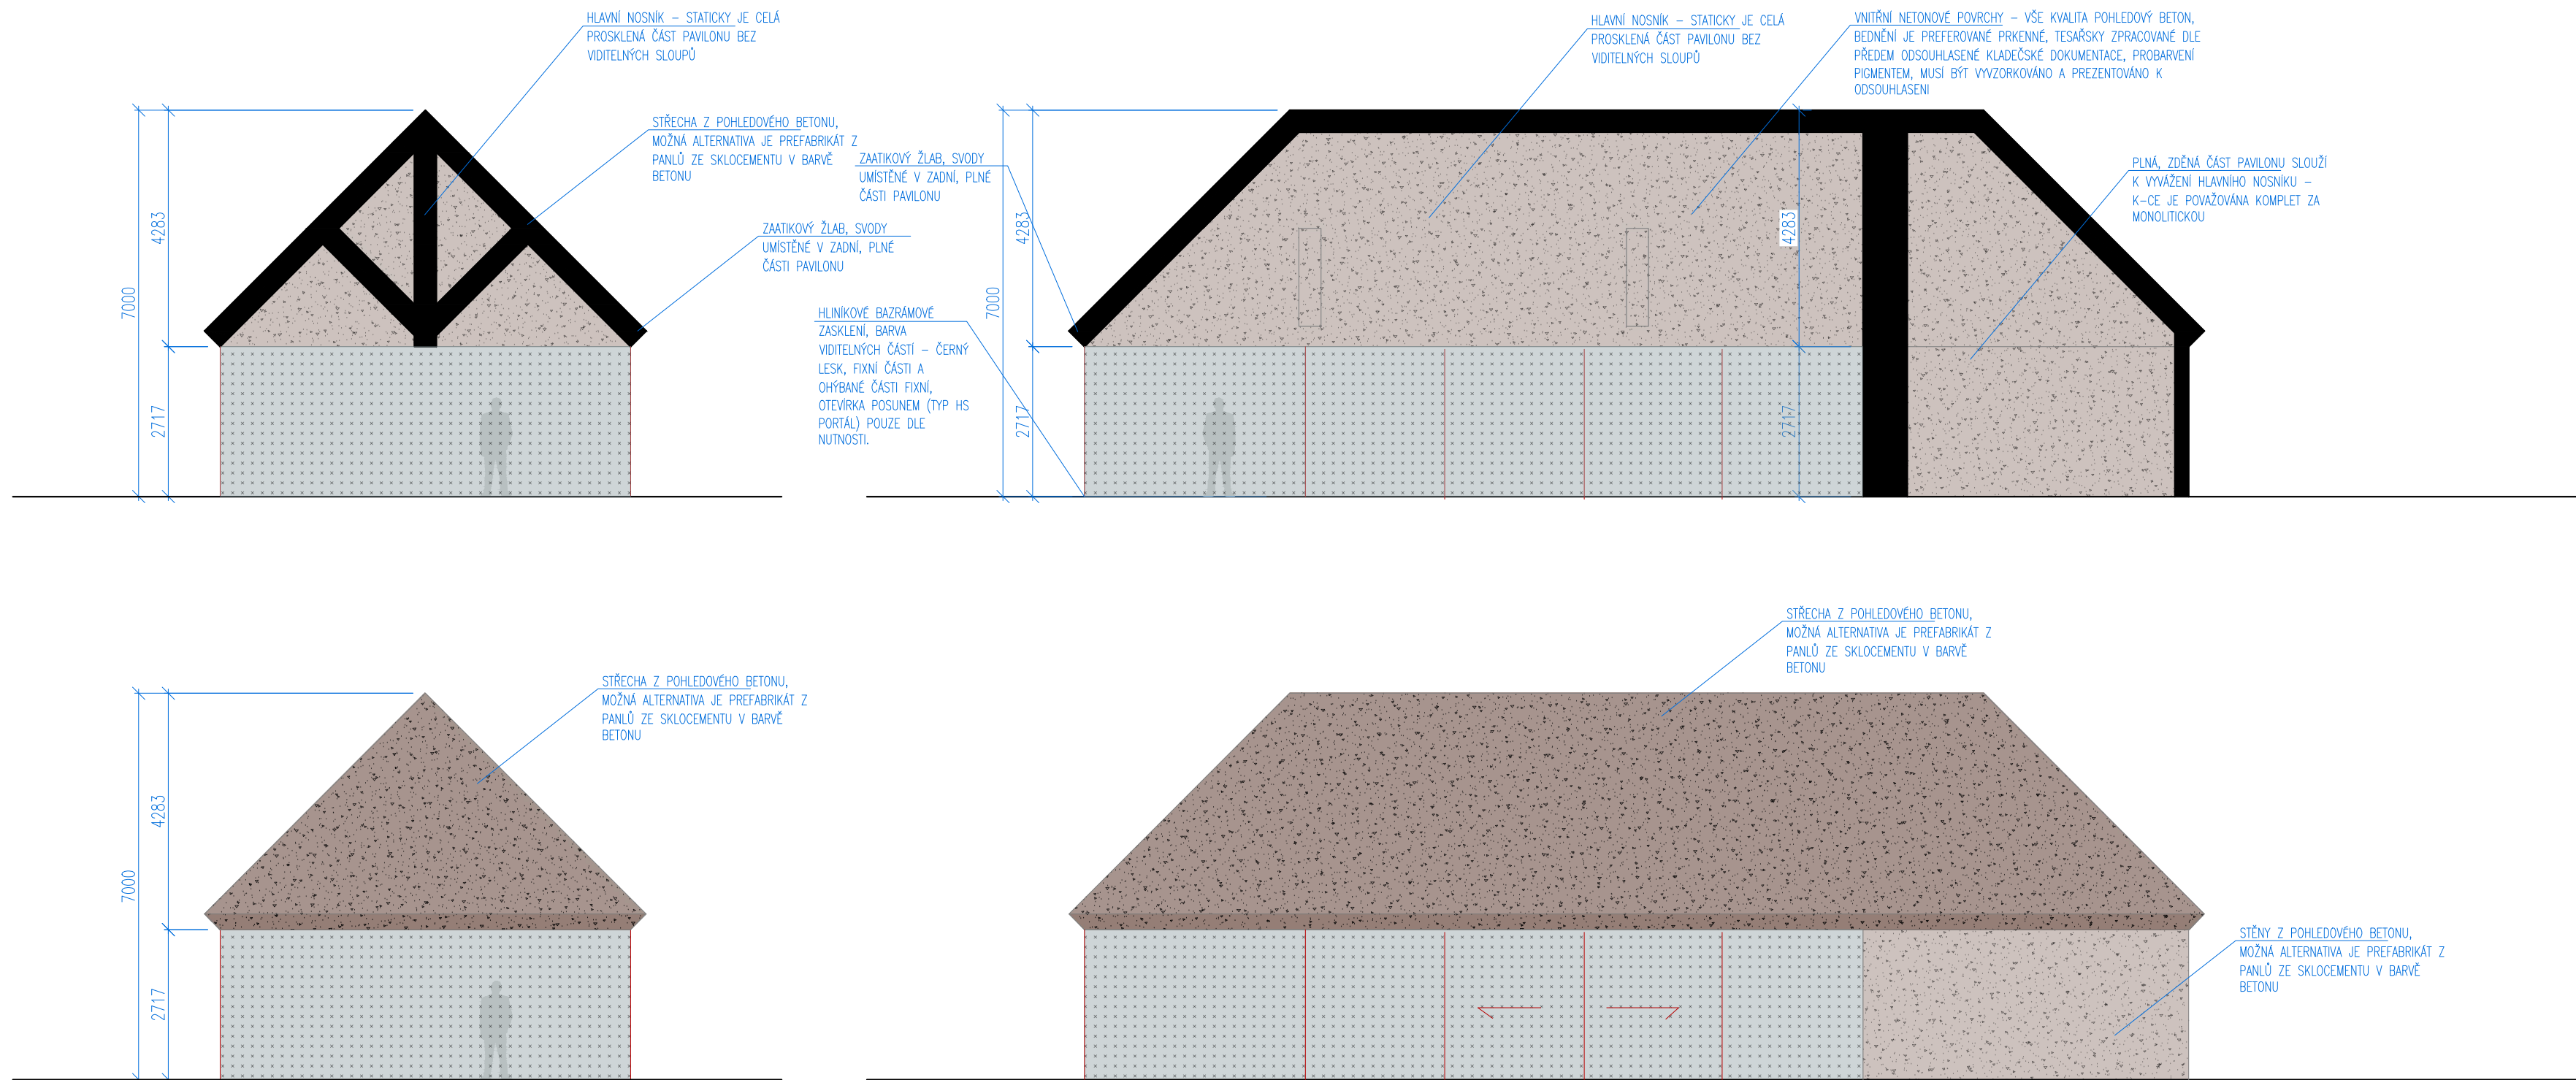 HLAVNÍ NOSNÍK – STATICKY JE CELÁ
PROSKLENÁ ČÁST PAVILONU BEZ
VIDITELNÝCH SLOUPŮ
STŘECHA Z POHLEDOVÉHO BETONU,
MOŽNÁ ALTERNATIVA JE PREFABRIKÁT Z
PANLŮ ZE SKLOCEMENTU V BARVĚ
BETONU
ZAATIKOVÝ ŽLAB, SVODY
UMÍSTĚNÉ V ZADNÍ, PLNÉ
ČÁSTI PAVILONU
7000
4283
2717
HLAVNÍ NOSNÍK – STATICKY JE CELÁ
PROSKLENÁ ČÁST PAVILONU BEZ
VIDITELNÝCH SLOUPŮ
VNITŘNÍ NETONOVÉ POVRCHY – VŠE KVALITA POHLEDOVÝ BETON,
BEDNĚNÍ JE PREFEROVANÉ PRKENNÉ, TESAŘSKY ZPRACOVANÉ DLE
PŘEDEM ODSOUHLASENÉ KLADEČSKÉ DOKUMENTACE, PROBARVENÍ
PIGMENTEM, MUSÍ BÝT VYVZORKOVÁNO A PREZENTOVÁNO K
ODSOUHLASENI
ZAATIKOVÝ ŽLAB, SVODY
UMÍSTĚNÉ V ZADNÍ, PLNÉ
ČÁSTI PAVILONU
PLNÁ, ZDĚNÁ ČÁST PAVILONU SLOUŽÍ
K VYVÁŽENÍ HLAVNÍHO NOSNÍKU –
K–CE JE POVAŽOVÁNA KOMPLET ZA
MONOLITICKOU
HLINÍKOVÉ BAZRÁMOVÉ
ZASKLENÍ, BARVA
VIDITELNÝCH ČÁSTÍ – ČERNÝ
LESK, FIXNÍ ČÁSTI A
OHÝBANÉ ČÁSTI FIXNÍ,
OTEVÍRKA POSUNEM (TYP HS
PORTÁL) POUZE DLE
NUTNOSTI.
7000
4283
2717
4283
2717
STŘECHA Z POHLEDOVÉHO BETONU,
MOŽNÁ ALTERNATIVA JE PREFABRIKÁT Z
PANLŮ ZE SKLOCEMENTU V BARVĚ
BETONU
7000
4283
2717
STŘECHA Z POHLEDOVÉHO BETONU,
MOŽNÁ ALTERNATIVA JE PREFABRIKÁT Z
PANLŮ ZE SKLOCEMENTU V BARVĚ
BETONU
STĚNY Z POHLEDOVÉHO BETONU,
MOŽNÁ ALTERNATIVA JE PREFABRIKÁT Z
PANLŮ ZE SKLOCEMENTU V BARVĚ
BETONU